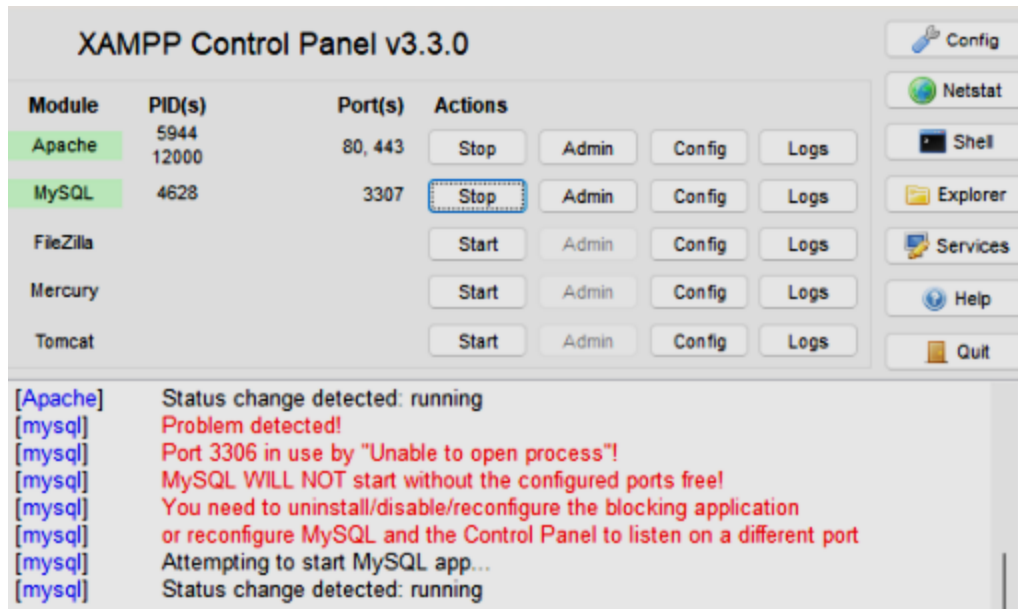 XAMPP Control Panel v3.3.0
Config
Module PID(s) Port(s) Actions
Netstat
Apache 5944 12000 80, 443 Stop Admin Config Logs
Shell
MySQL 4628 3307 Stop Admin Config Logs
Explorer
FileZilla Start Admin Config Logs
Services
Mercury Start Admin Config Logs
Help
Tomcat Start Admin Config Logs
Quit
[Apache] Status change detected: running
[mysql] Problem detected!
[mysql] Port 3306 in use by "Unable to open process"!
[mysql] MySQL WILL NOT start without the configured ports free!
[mysql] You need to uninstall/disable/reconfigure the blocking application
[mysql] or reconfigure MySQL and the Control Panel to listen on a different port
[mysql] Attempting to start MySQL app...
[mysql] Status change detected: running